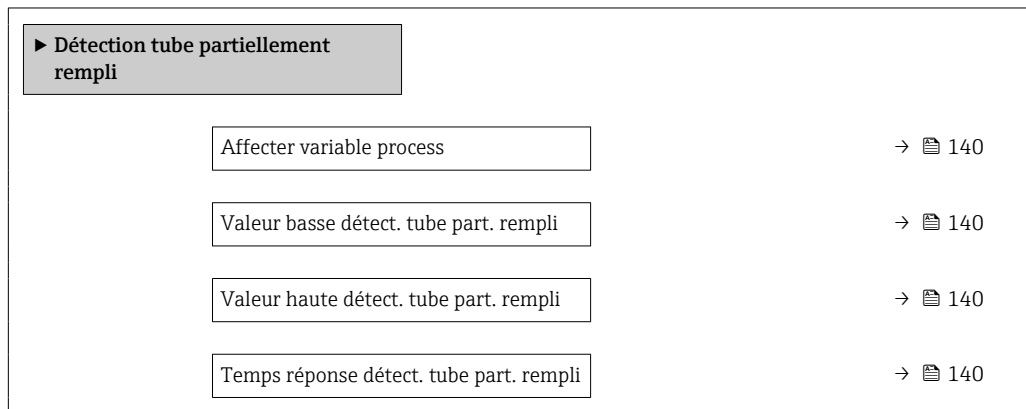 ▶ Détection tube partiellement
rempli
Affecter variable process → 140
Valeur basse détect. tube part. rempli → 140
Valeur haute détect. tube part. rempli → 140
Temps réponse détect. tube part. rempli → 140